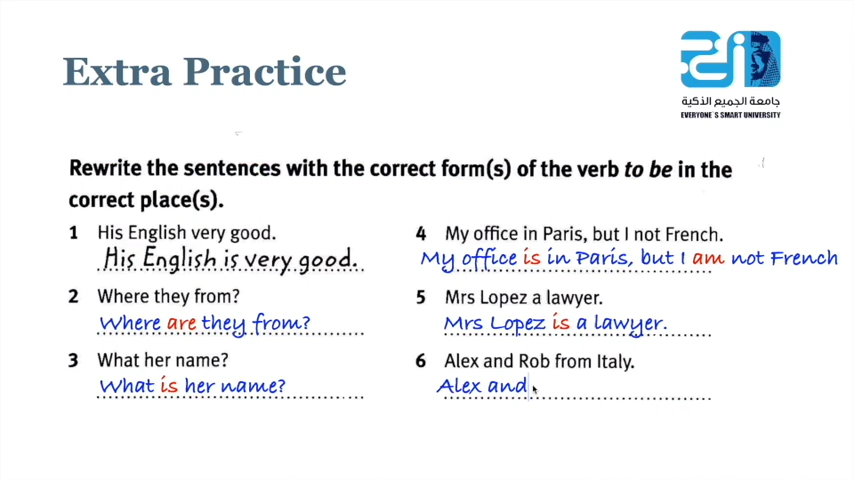 Extra Practice
جامعة الجميع الذكية
EVERYONE'S SMART UNIVERSITY
Rewrite the sentences with the correct form(s) of the verb to be in the
correct place(s).
1 His English very good.
His English is very good.
2 Where they from?
Where are they from?
3 What her name?
What is her name?
4 My office in Paris, but I not French.
My office is in Paris, but I am not French
5 Mrs Lopez a lawyer.
Mrs Lopez is a lawyer.
6 Alex and Rob from Italy.
Alex and